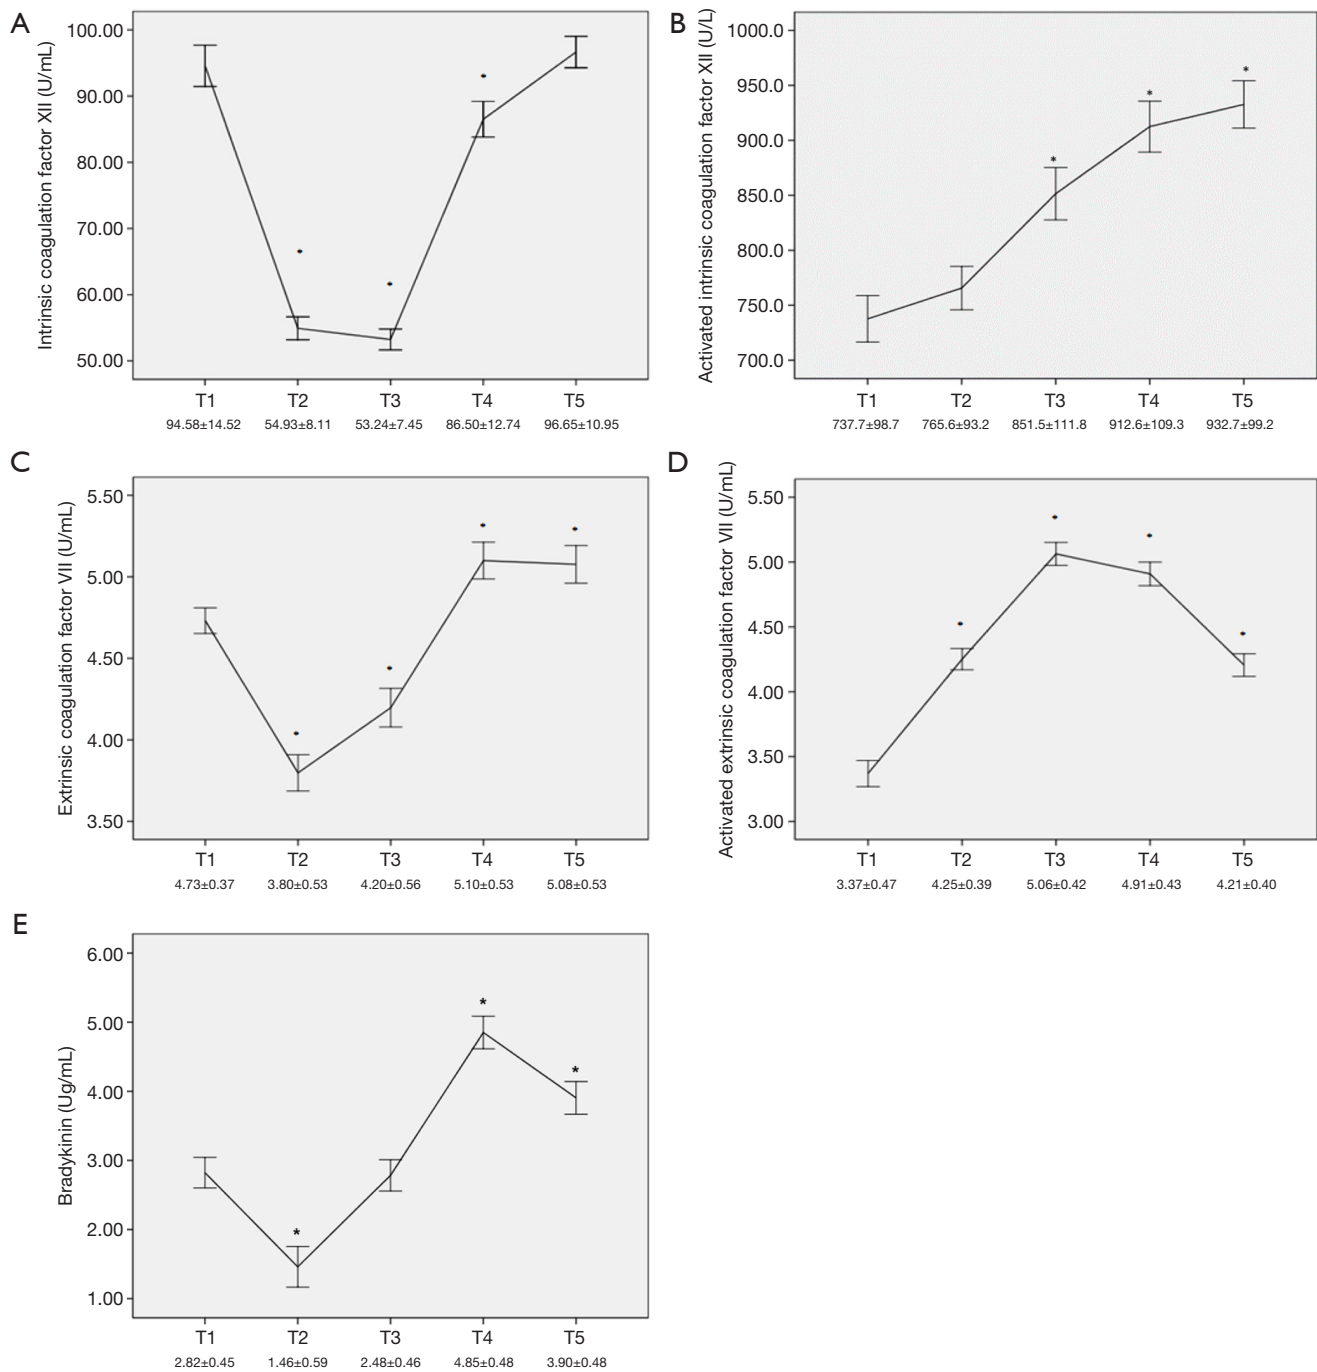 A
Intrinsic coagulation factor XII (U/mL)
100.00
90.00
80.00
70.00
60.00
50.00
*
*
*
T1 T2 T3 T4 T5
94.58±14.52 54.93±8.11 53.24±7.45 86.50±12.74 96.65±10.95
B
Activated intrinsic coagulation factor XII (U/L)
1000.0
950.0
900.0
850.0
800.0
750.0
700.0
*
*
*
T1 T2 T3 T4 T5
737.7±98.7 765.6±93.2 851.5±111.8 912.6±109.3 932.7±99.2
C
Extrinsic coagulation factor VII (U/mL)
5.50
5.00
4.50
4.00
3.50
*
*
*
*
T1 T2 T3 T4 T5
4.73±0.37 3.80±0.53 4.20±0.56 5.10±0.53 5.08±0.53
D
Activated extrinsic coagulation factor VII (U/mL)
5.50
5.00
4.50
4.00
3.50
3.00
*
*
*
*
T1 T2 T3 T4 T5
3.37±0.47 4.25±0.39 5.06±0.42 4.91±0.43 4.21±0.40
E
Bradykinin (Ug/mL)
6.00
5.00
4.00
3.00
2.00
1.00
*
*
*
T1 T2 T3 T4 T5
2.82±0.45 1.46±0.59 2.48±0.46 4.85±0.48 3.90±0.48